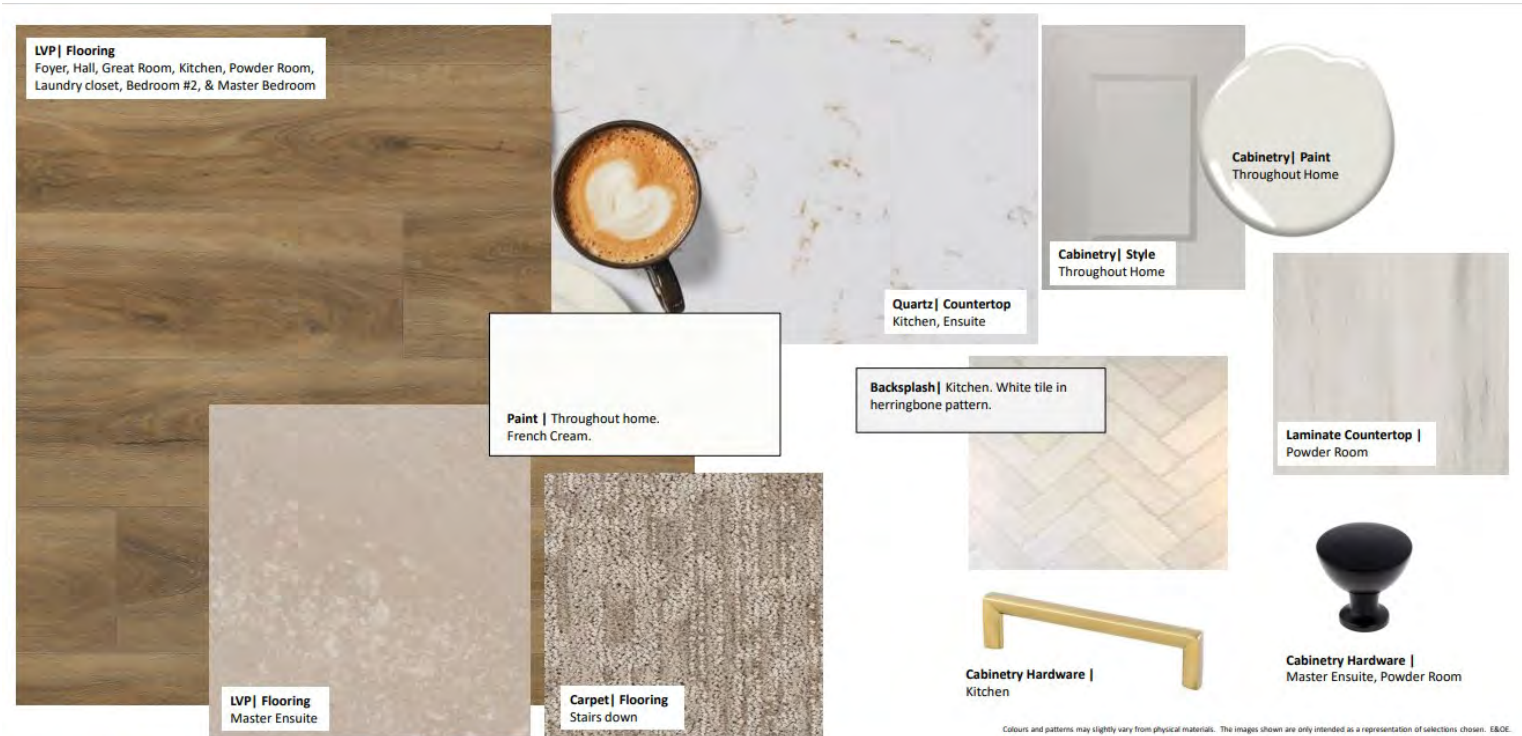 LVP| Flooring
Foyer, Hall, Great Room, Kitchen, Powder Room,
Laundry closet, Bedroom #2, & Master Bedroom
Quartz| Countertop
Kitchen, Ensuite
Cabinetry| Style
Throughout Home
Cabinetry| Paint
Throughout Home
Paint | Throughout home.
French Cream.
Backsplash| Kitchen. White tile in
herringbone pattern.
Laminate Countertop |
Powder Room
LVP| Flooring
Master Ensuite
Carpet| Flooring
Stairs down
Cabinetry Hardware |
Kitchen
Cabinetry Hardware |
Master Ensuite, Powder Room
Colours and patterns may slightly vary from physical materials. The images shown are only intended as a representation of selections chosen. E&OE.